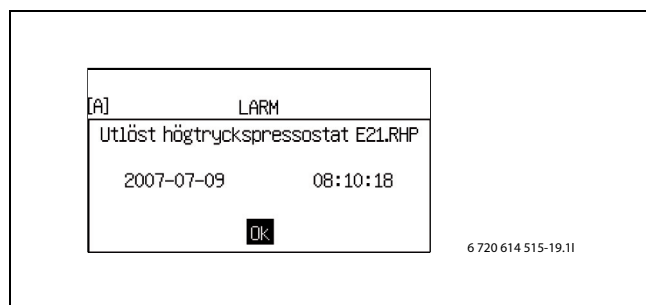 [A] LARM
Utlöst högtryckspressostat E21.RHP
2007-07-09 08:10:18
Ok
6 720 614 515-19.1I